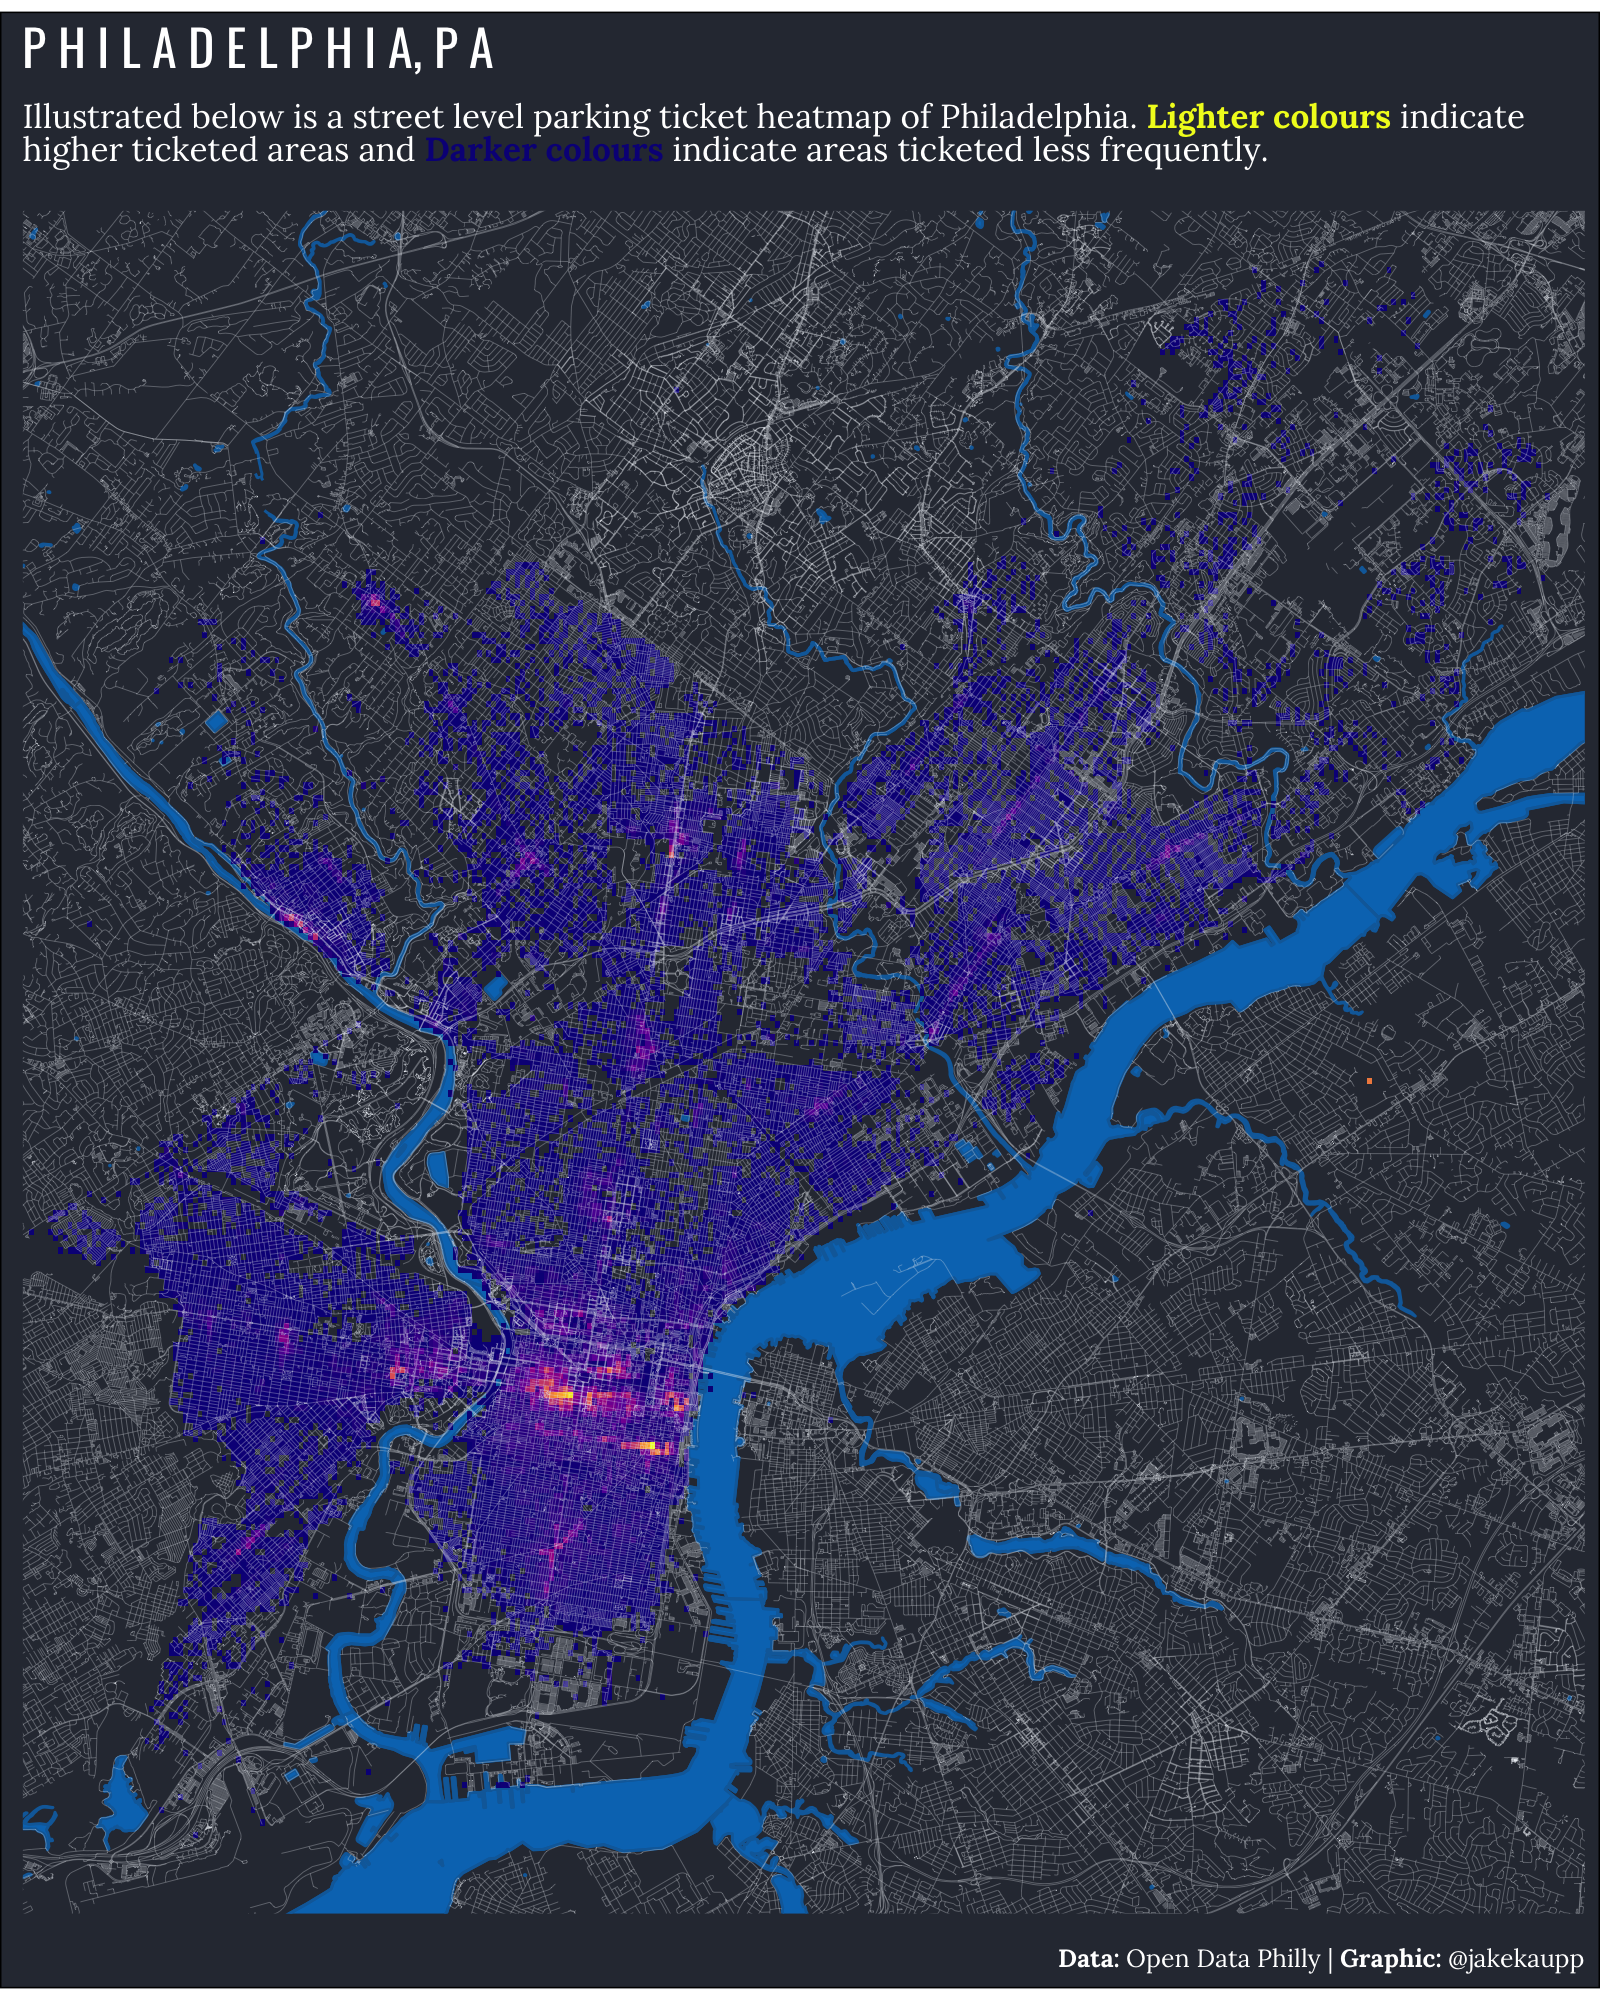 PHILADELPHIA, PA
Illustrated below is a street level parking ticket heatmap of Philadelphia. Lighter colours indicate
higher ticketed areas and Darker colours indicate areas ticketed less frequently.
Data: Open Data Philly | Graphic: @jakekaupp